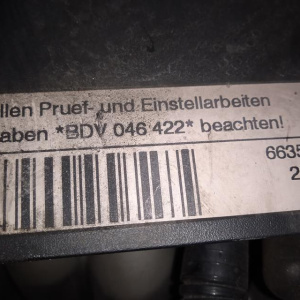 llen Pruef- und Einstellarbeiten
aben *BDV 046 422* beachten!
6635
2